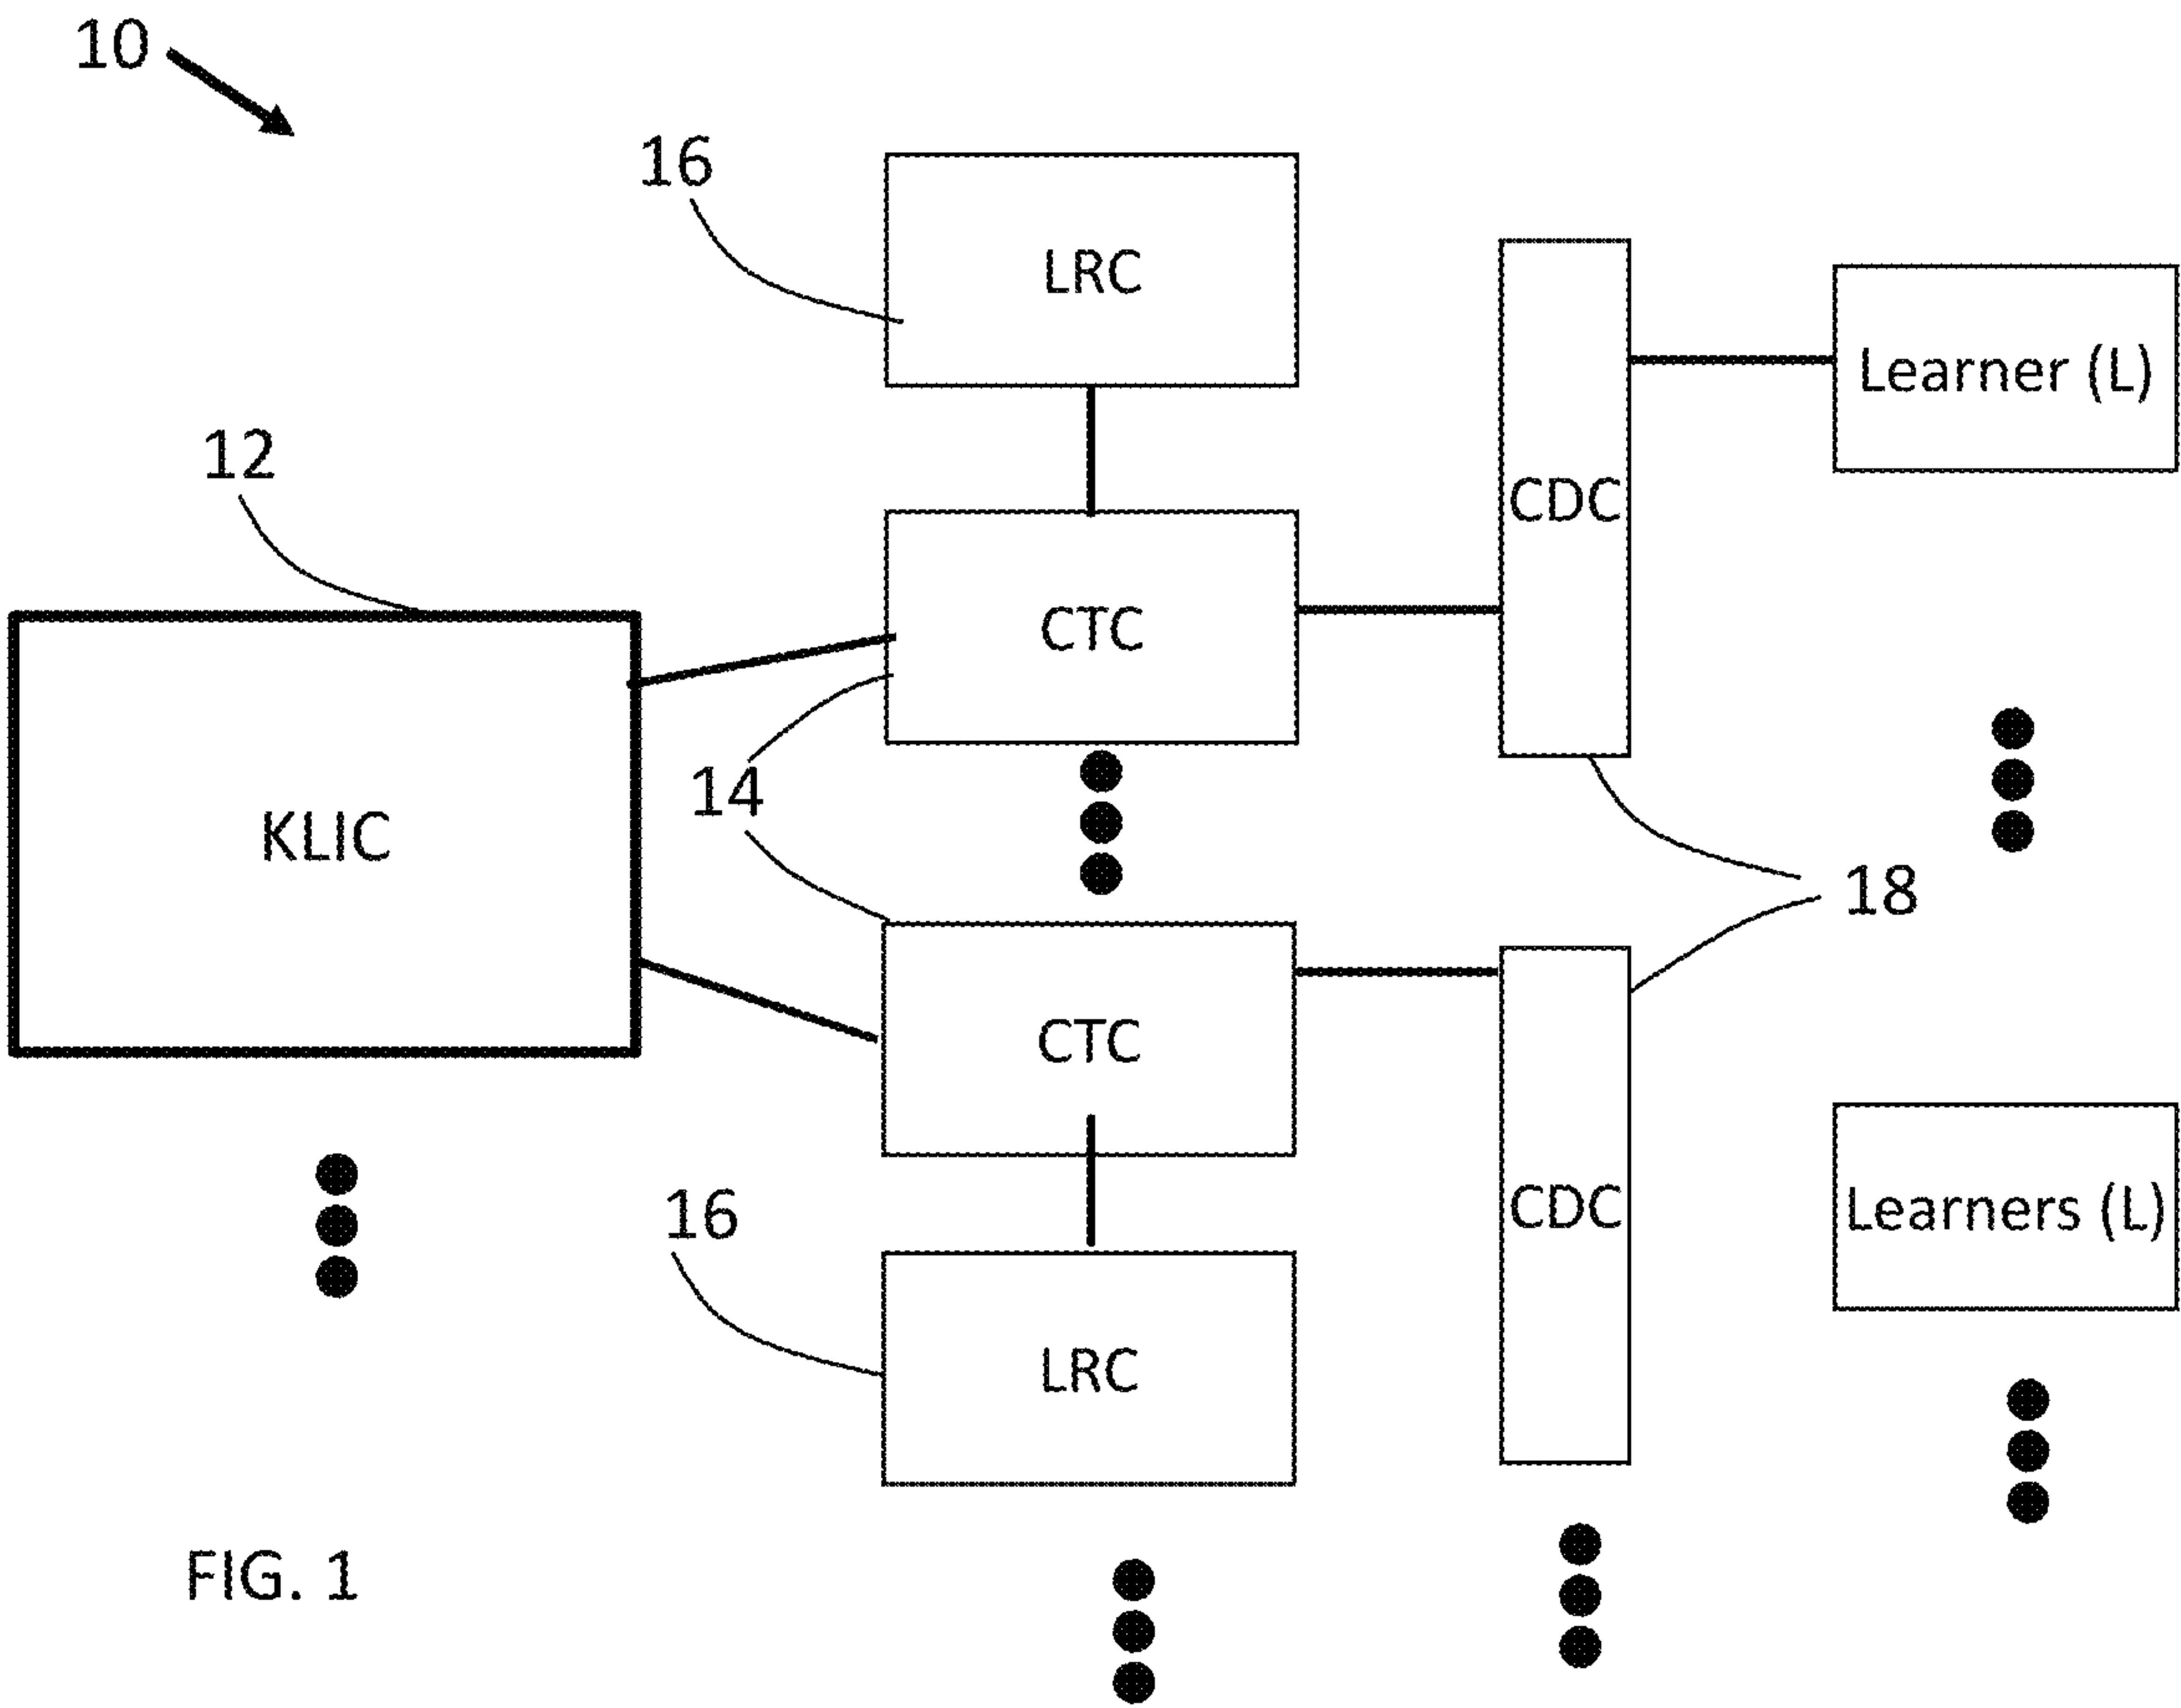 10
16
LRC
Learner (L)
12
CDC
CTC
14
KLIC
18
CTC
Learners (L)
16
CDC
LRC
FIG. 1